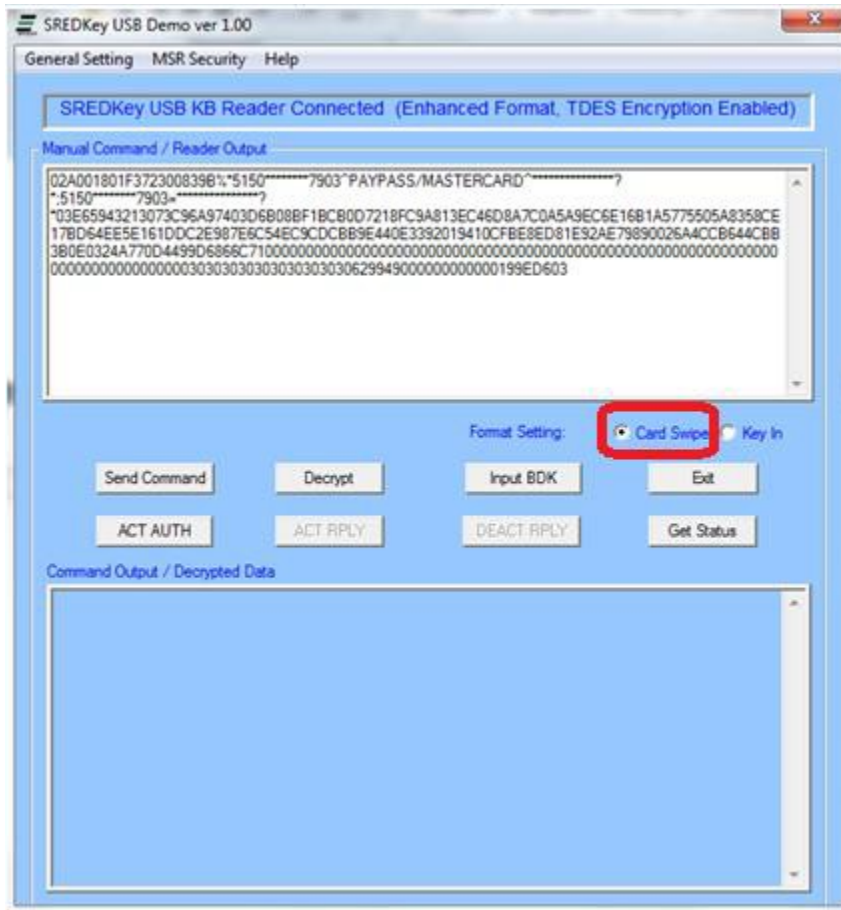 SREDKey USB Demo ver 1.00
General Setting MSR Security Help
SREDKey USB KB Reader Connected (Enhanced Format, TDES Encryption Enabled)
Manual Command / Reader Output
02A001801F372300839B%*5150********7903^PAYPASS/MASTERCARD^***************?
*;5150********7903=***************?
*03E65943213073C96A97403D6B08BF1BCB0D7218FC9A813EC46D8A7C0A5A9EC6E16B1A5775505A8358CE
17BD64EE5E161DDC2E987E6C54EC9CDCBB9E440E3392019410CFBE8ED81E92AE79890026A4CCB644CBB
Format Setting: Card Swipe Key In
Send Command Decrypt Input BDK Exit
ACT AUTH ACT RPLY DEACT RPLY Get Status
Command Output / Decrypted Data